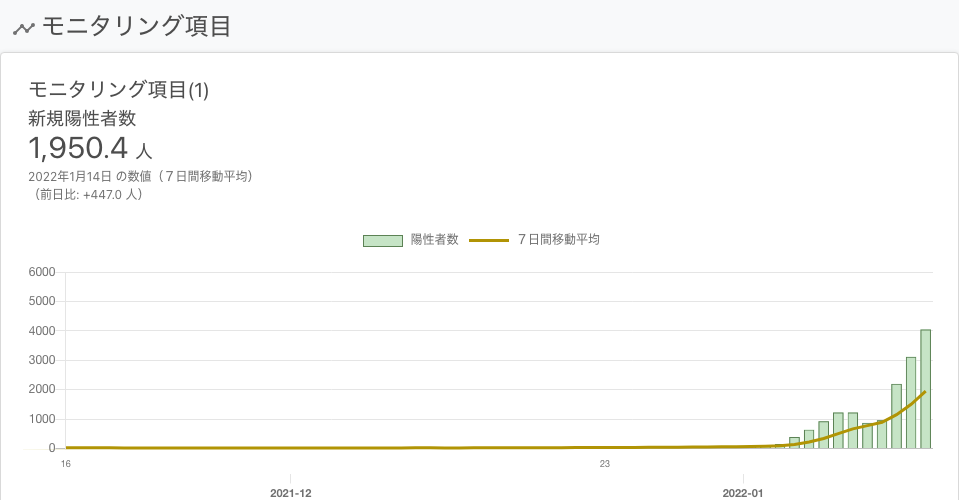 モニタリング項目
モニタリング項目(1)
新規陽性者数
1,950.4 人
2022年1月14日 の数値（７日間移動平均）
（前日比: +447.0 人）
陽性者数 ７日間移動平均
6000
5000
4000
3000
2000
1000
0
16 23
2021-12 2022-01